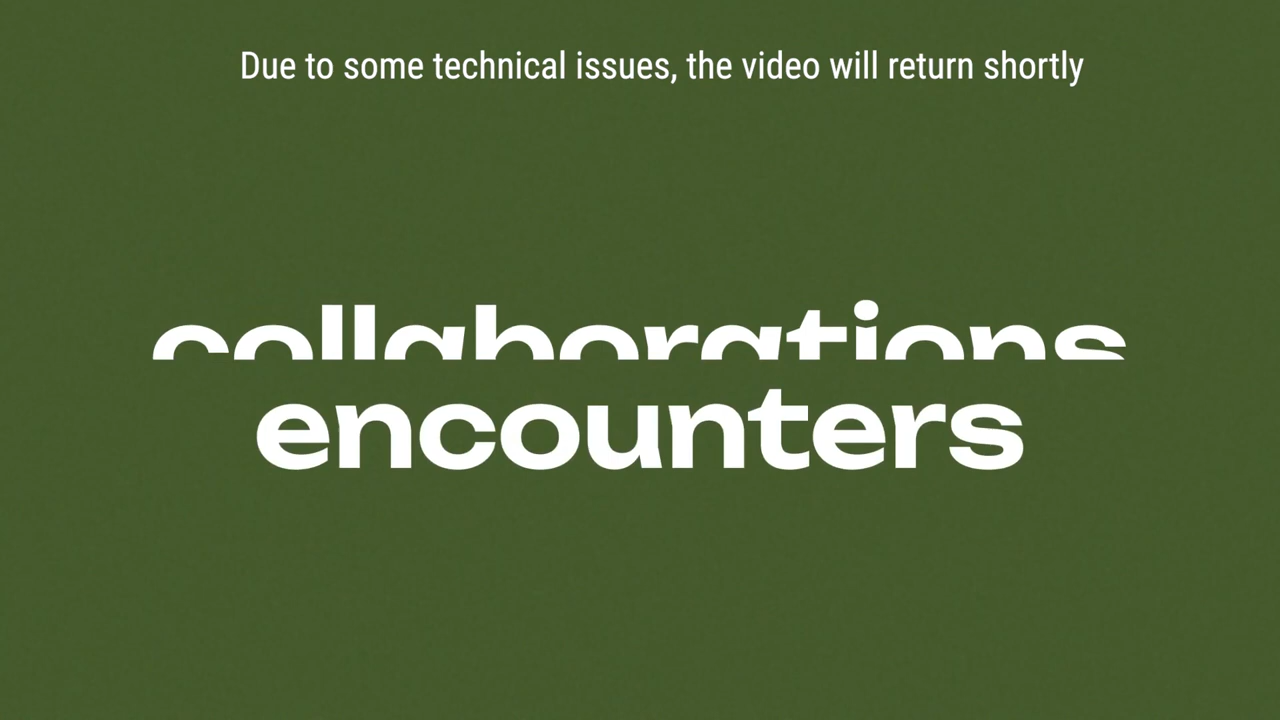 Due to some technical issues, the video will return shortly
collaborations
encounters